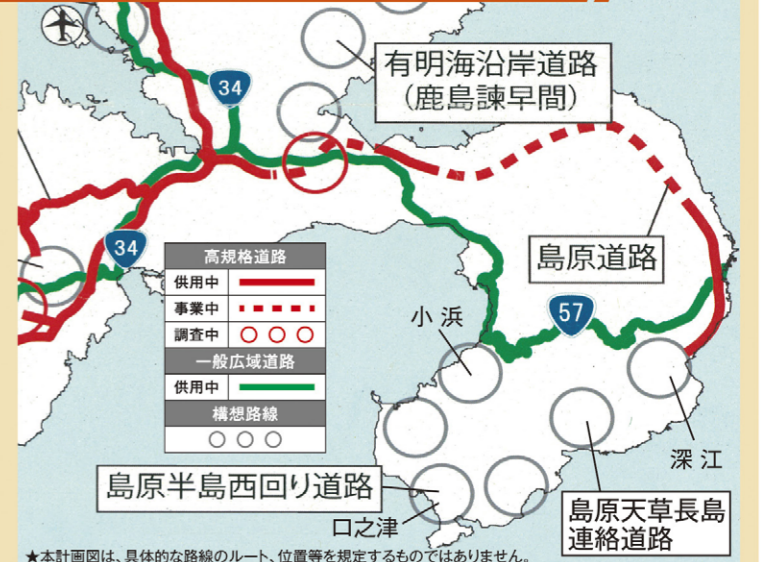 有明海沿岸道路
（鹿島諫早間）
34
34
島原道路
高規格道路
供用中
事業中
調査中
一般広域道路
供用中
構想路線
小浜
57
深江
島原半島西回り道路
口之津
島原天草長島
連絡道路
★本計画図は、具体的な路線のルート、位置等を規定するものではありません。